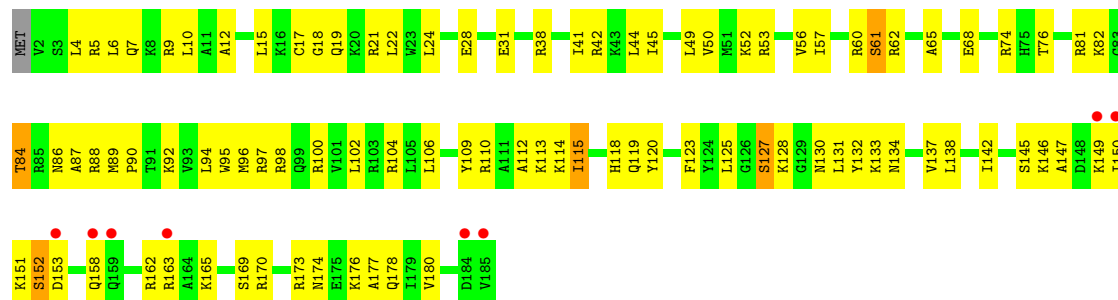 MET V2 S3 L4 R5 L6 Q7 K8 R9 L10 A11 A12 L15 K16 C17 G18 Q19 K20 R21 L22 W23 L24 E28 E31 R38 I41 R42 K43 L44 I45 L49 V50 M51 K52 R53 V56 I57 R60 S61 R62 A65 E68 R74 H75 T76 R81 K82 G83
T84 R85 N86 A87 R88 M89 P90 T91 K92 V93 L94 W95 M96 R97 R98 Q99 R100 V101 L102 R103 R104 L105 L106 Y109 R110 A111 A112 K113 K114 I115 H118 Q119 Y120 F123 Y124 L125 G126 S127 K128 G129 N130 L131 Y132 K133 N134 V137 L138 I142 S145 K146 A147 D148 K149 I150
K151 S152 D153 Q158 Q159 R162 R163 A164 K165 S169 R170 R173 N174 E175 K176 A177 Q178 I179 V180 D184 V185